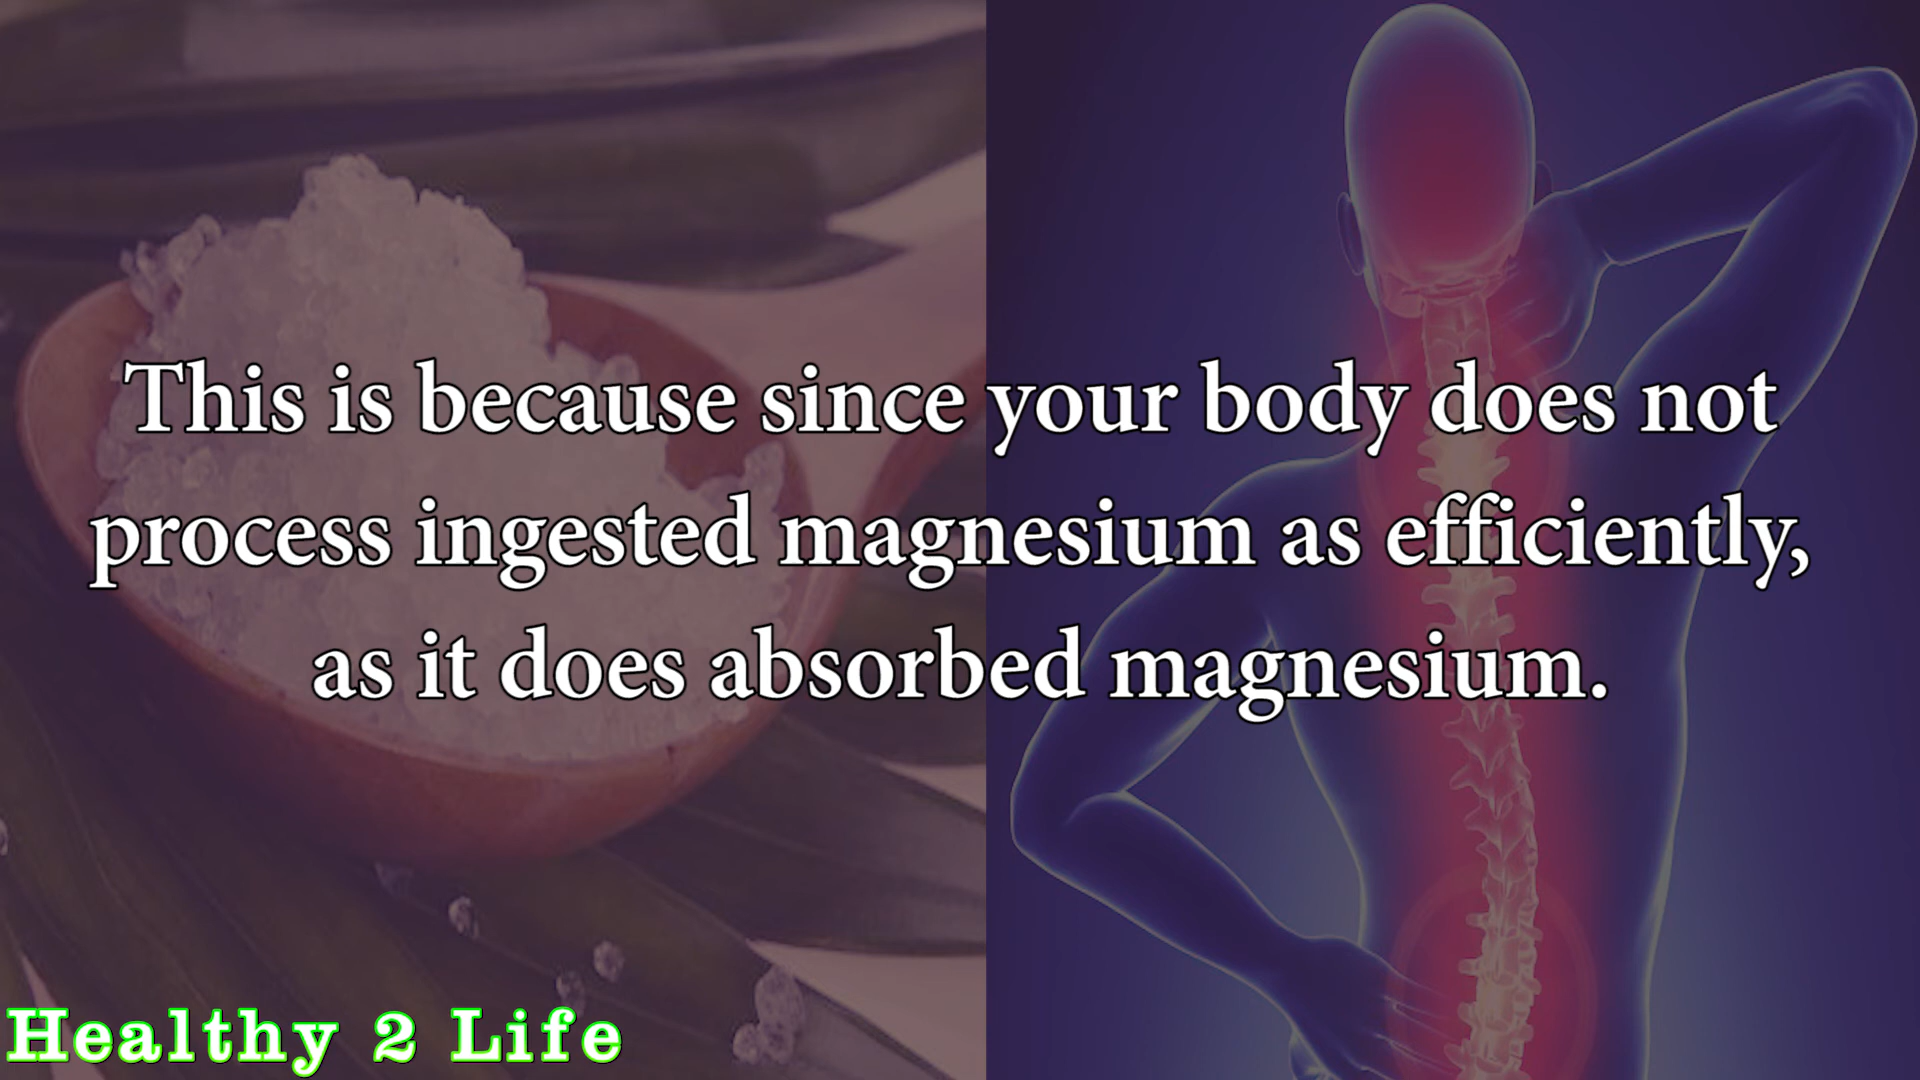 This is because since your body does not
process ingested magnesium as efficiently,
as it does absorbed magnesium.
Healthy 2 Life